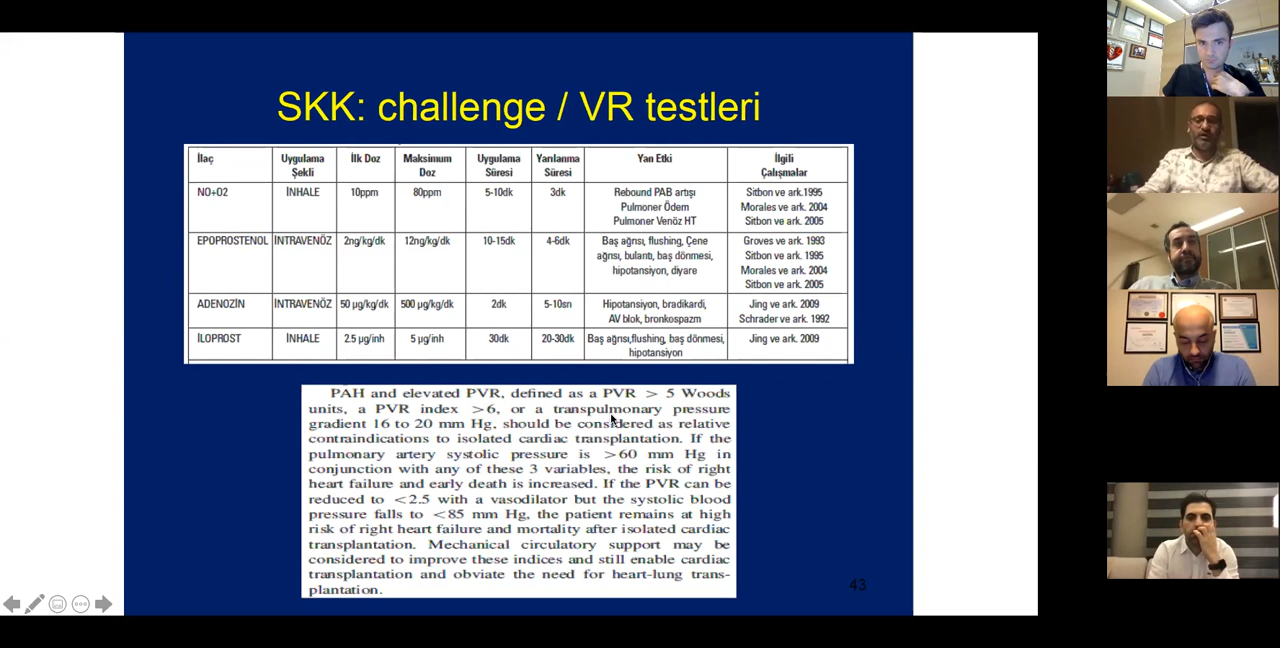 SKK: challenge / VR testleri
İlaç Uygulama Şekli İlk Doz Maksimum Doz Uygulama Süresi Yarılanma Süresi Yan Etki İlgili Çalışmalar
NO+O2 İNHALE 10ppm 80ppm 5-10dk 3dk Rebound PAB artışı Sitbon ve ark.1995
Pulmoner Ödem Morales ve ark. 2004
Pulmoner Venöz HT Sitbon ve ark. 2005
EPOPROSTENOL İNTRAVENÖZ 2ng/kg/dk 12ng/kg/dk 10-15dk 4-6dk Baş ağrısı, flushing, Çene Groves ve ark. 1993
ağrısı, bulantı, baş dönmesi, Sitbon ve ark. 1995
hipotansiyon, diyare Morales ve ark. 2004
Sitbon ve ark. 2005
ADENOZİN İNTRAVENÖZ 50 µg/kg/dk 500 µg/kg/dk 2dk 5-10sn Hipotansiyon, bradikardi, Jing ve ark. 2009
AV blok, bronkospazm Schrader ve ark. 1992
İLOPROST İNHALE 2.5 µg/inh 5 µg/inh 30dk 20-30dk Baş ağrısı,flushing, baş dönmesi, Jing ve ark. 2009
hipotansiyon
PAH and elevated PVR, defined as a PVR > 5 Woods
units, a PVR index >6, or a transpulmonary pressure
gradient 16 to 20 mm Hg, should be considered as relative
contraindications to isolated cardiac transplantation. If the
pulmonary artery systolic pressure is >60 mm Hg in
conjunction with any of these 3 variables, the risk of right
heart failure and early death is increased. If the PVR can be
reduced to <2.5 with a vasodilator but the systolic blood
pressure falls to <85 mm Hg, the patient remains at high
risk of right heart failure and mortality after isolated cardiac
transplantation. Mechanical circulatory support may be
considered to improve these indices and still enable cardiac
transplantation and obviate the need for heart-lung trans-
plantation.
43